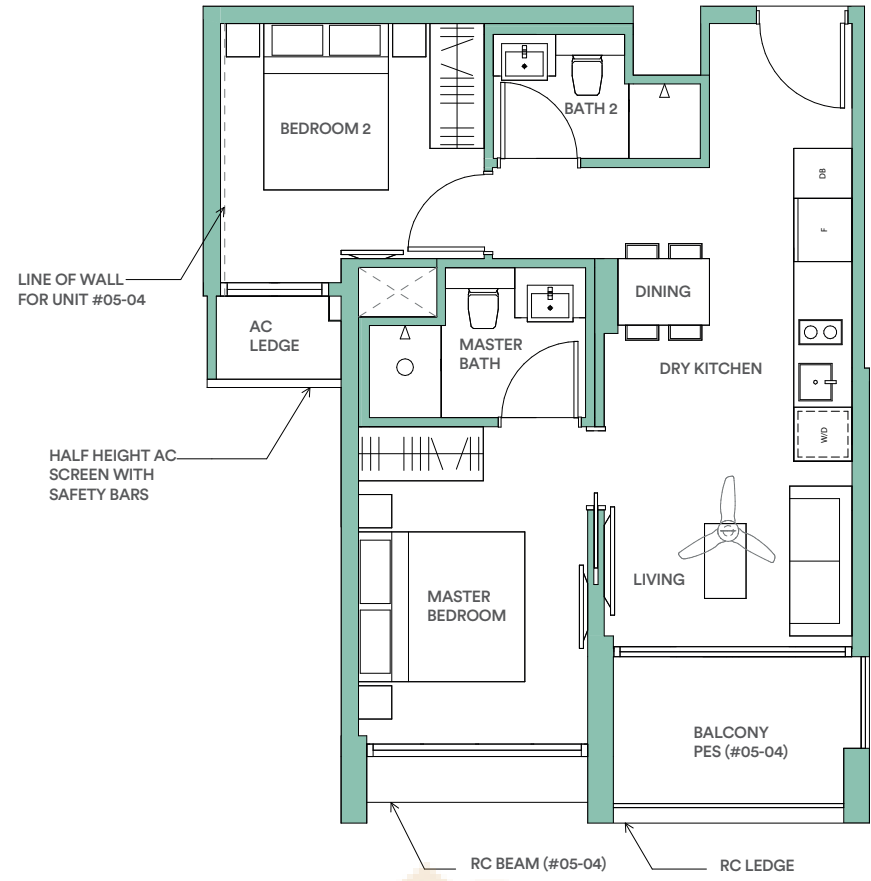 BEDROOM 2
BATH 2
DB
F
LINE OF WALL
FOR UNIT #05-04
AC
LEDGE
DINING
MASTER
BATH
DRY KITCHEN
W/D
HALF HEIGHT AC
SCREEN WITH
SAFETY BARS
MASTER
BEDROOM
LIVING
BALCONY
PES (#05-04)
RC BEAM (#05-04)
RC LEDGE